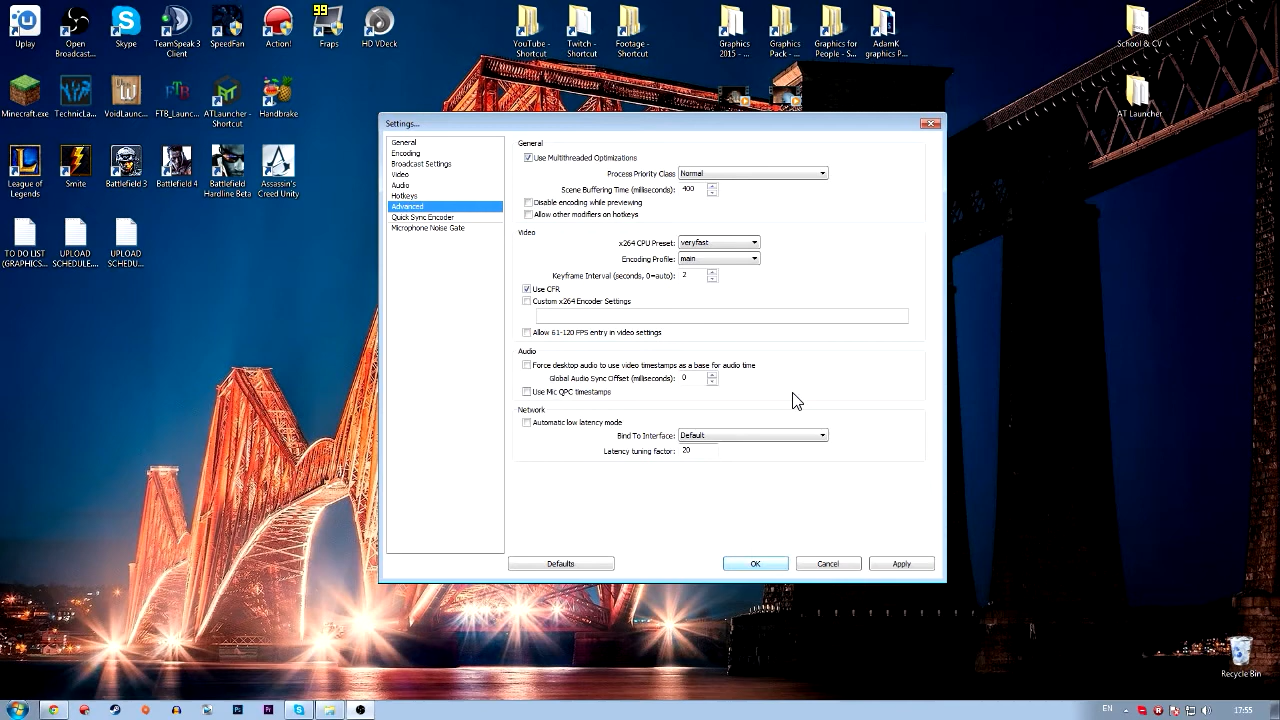 99
Uplay
Open Broadcast...
Skype
TeamSpeak 3 Client
SpeedFan
Action!
Fraps
HD VDeck
YouTube - Shortcut
Twitch - Shortcut
Footage - Shortcut
Graphics 2015 - ...
Graphics Pack - ...
Graphics for People - S...
AdamK graphics P...
School & CV
Minecraft.exe
TechnicLa...
VoidLaunc...
FTB_Launc...
ATLauncher - Shortcut
Handbrake
AT Launcher
League of Legends
Smite
Battlefield 3
Battlefield 4
Battlefield Hardline Beta
Assassin's Creed Unity
TO DO LIST (GRAPHICS...
UPLOAD SCHEDULE....
UPLOAD SCHEDU...
Settings...
General
Encoding
Broadcast Settings
Video
Audio
Hotkeys
Advanced
Quick Sync Encoder
Microphone Noise Gate
General
Use Multithreaded Optimizations
Process Priority Class Normal
Scene Buffering Time (miliseconds): 400
Disable encoding while previewing
Allow other modifiers on hotkeys
Video
x264 CPU Preset: veryfast
Encoding Profile: main
Keyframe Interval (seconds, 0=auto): 2
Use CFR
Custom x264 Encoder Settings
Allow 61-120 FPS entry in video settings
Audio
Force desktop audio to use video timestamps as a base for audio time
Global Audio Sync Offset (milliseconds): 0
Use Mic QPC timestamps
Network
Automatic low latency mode
Bind To Interface: Default
Latency tuning factor: 20
Defaults
OK
Cancel
Apply
Recycle Bin
EN
17:55